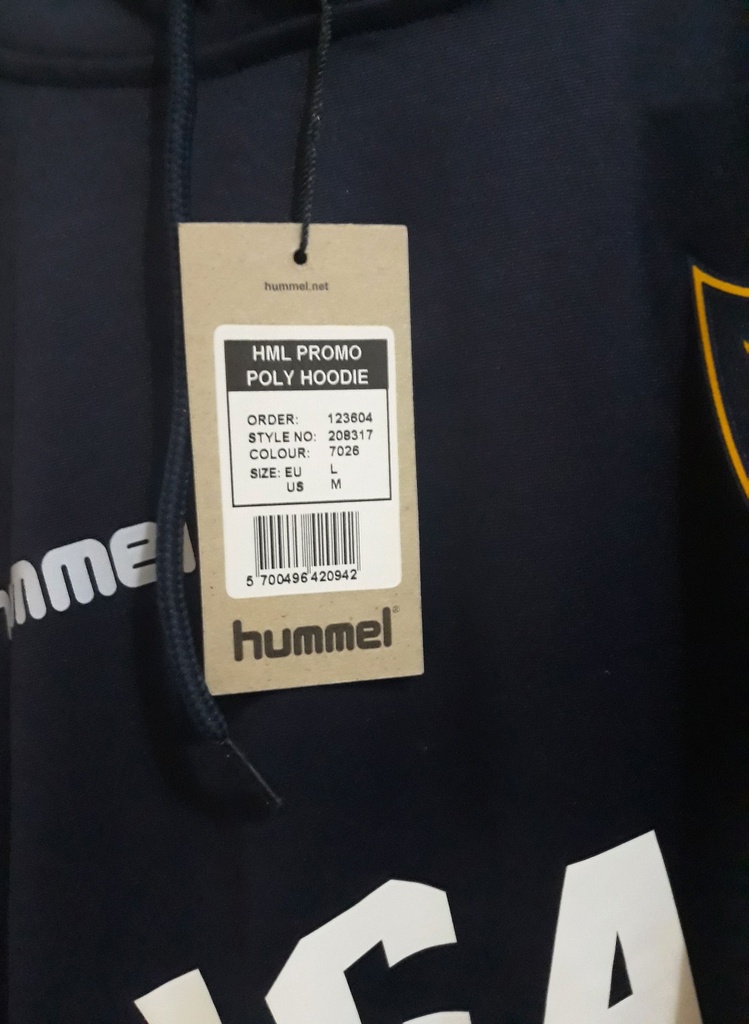 hummel.net
HML PROMO
POLY HOODIE
ORDER: 123604
STYLE NO: 208317
COLOUR: 7026
SIZE: EU L
US M
5 700496 420942
hummel®